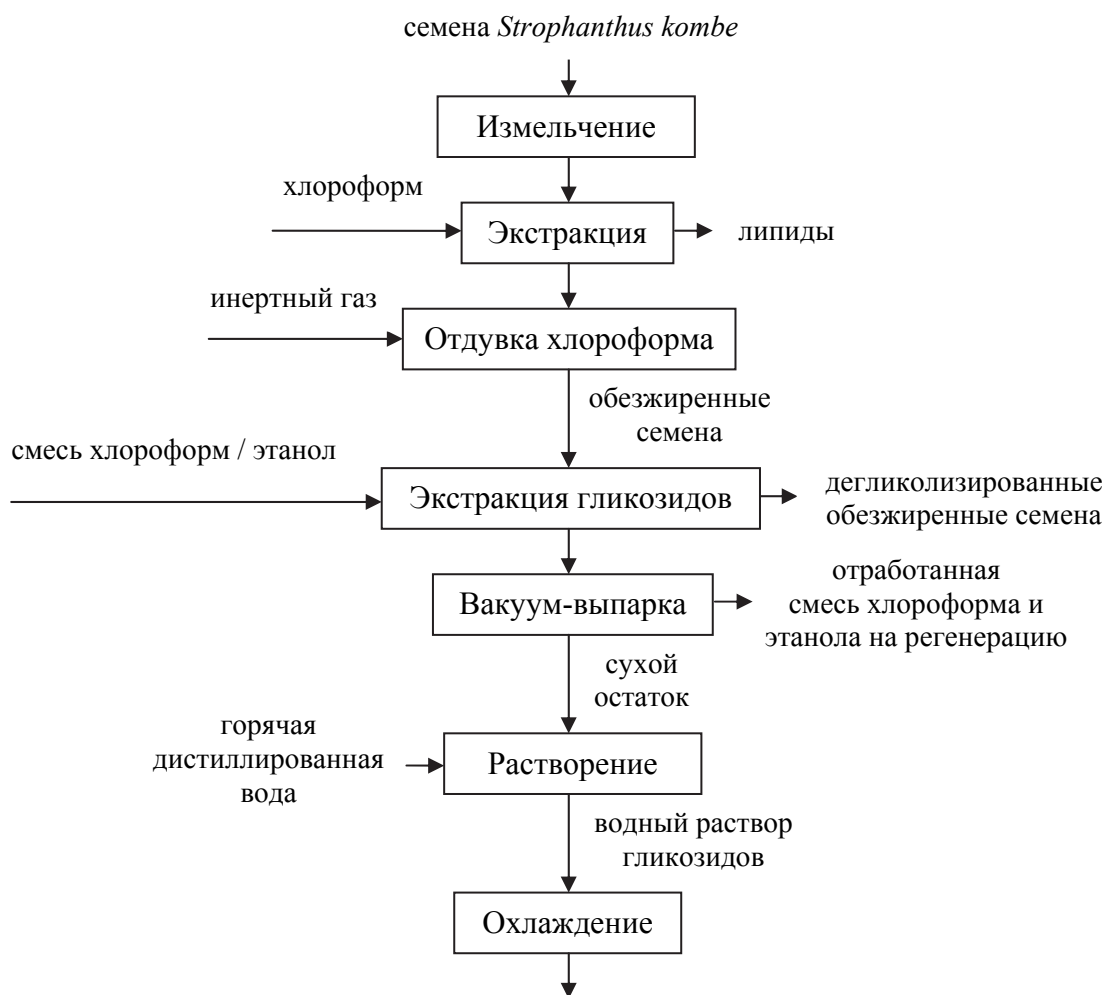 семена Strophanthus kombe
Измельчение
хлороформ
Экстракция
липиды
инертный газ
Отдувка хлороформа
обезжиренные
семена
смесь хлороформ / этанол
Экстракция гликозидов
дегликолизированные
обезжиренные семена
Вакуум-выпарка
отработанная
смесь хлороформа и
этанола на регенерацию
сухой
остаток
горячая
дистиллированная
вода
Растворение
водный раствор
гликозидов
Охлаждение